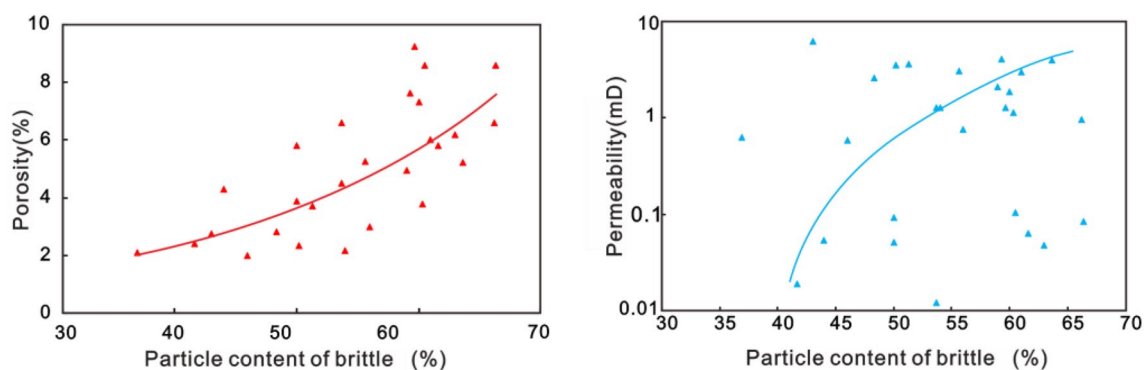 10
8
6
4
2
0
Porosity(%)
30 40 50 60 70
Particle content of brittle (%)
10
1
0.1
0.01
Permeability(mD)
30 40 45 50 55 60 65 70
Particle content of brittle (%)